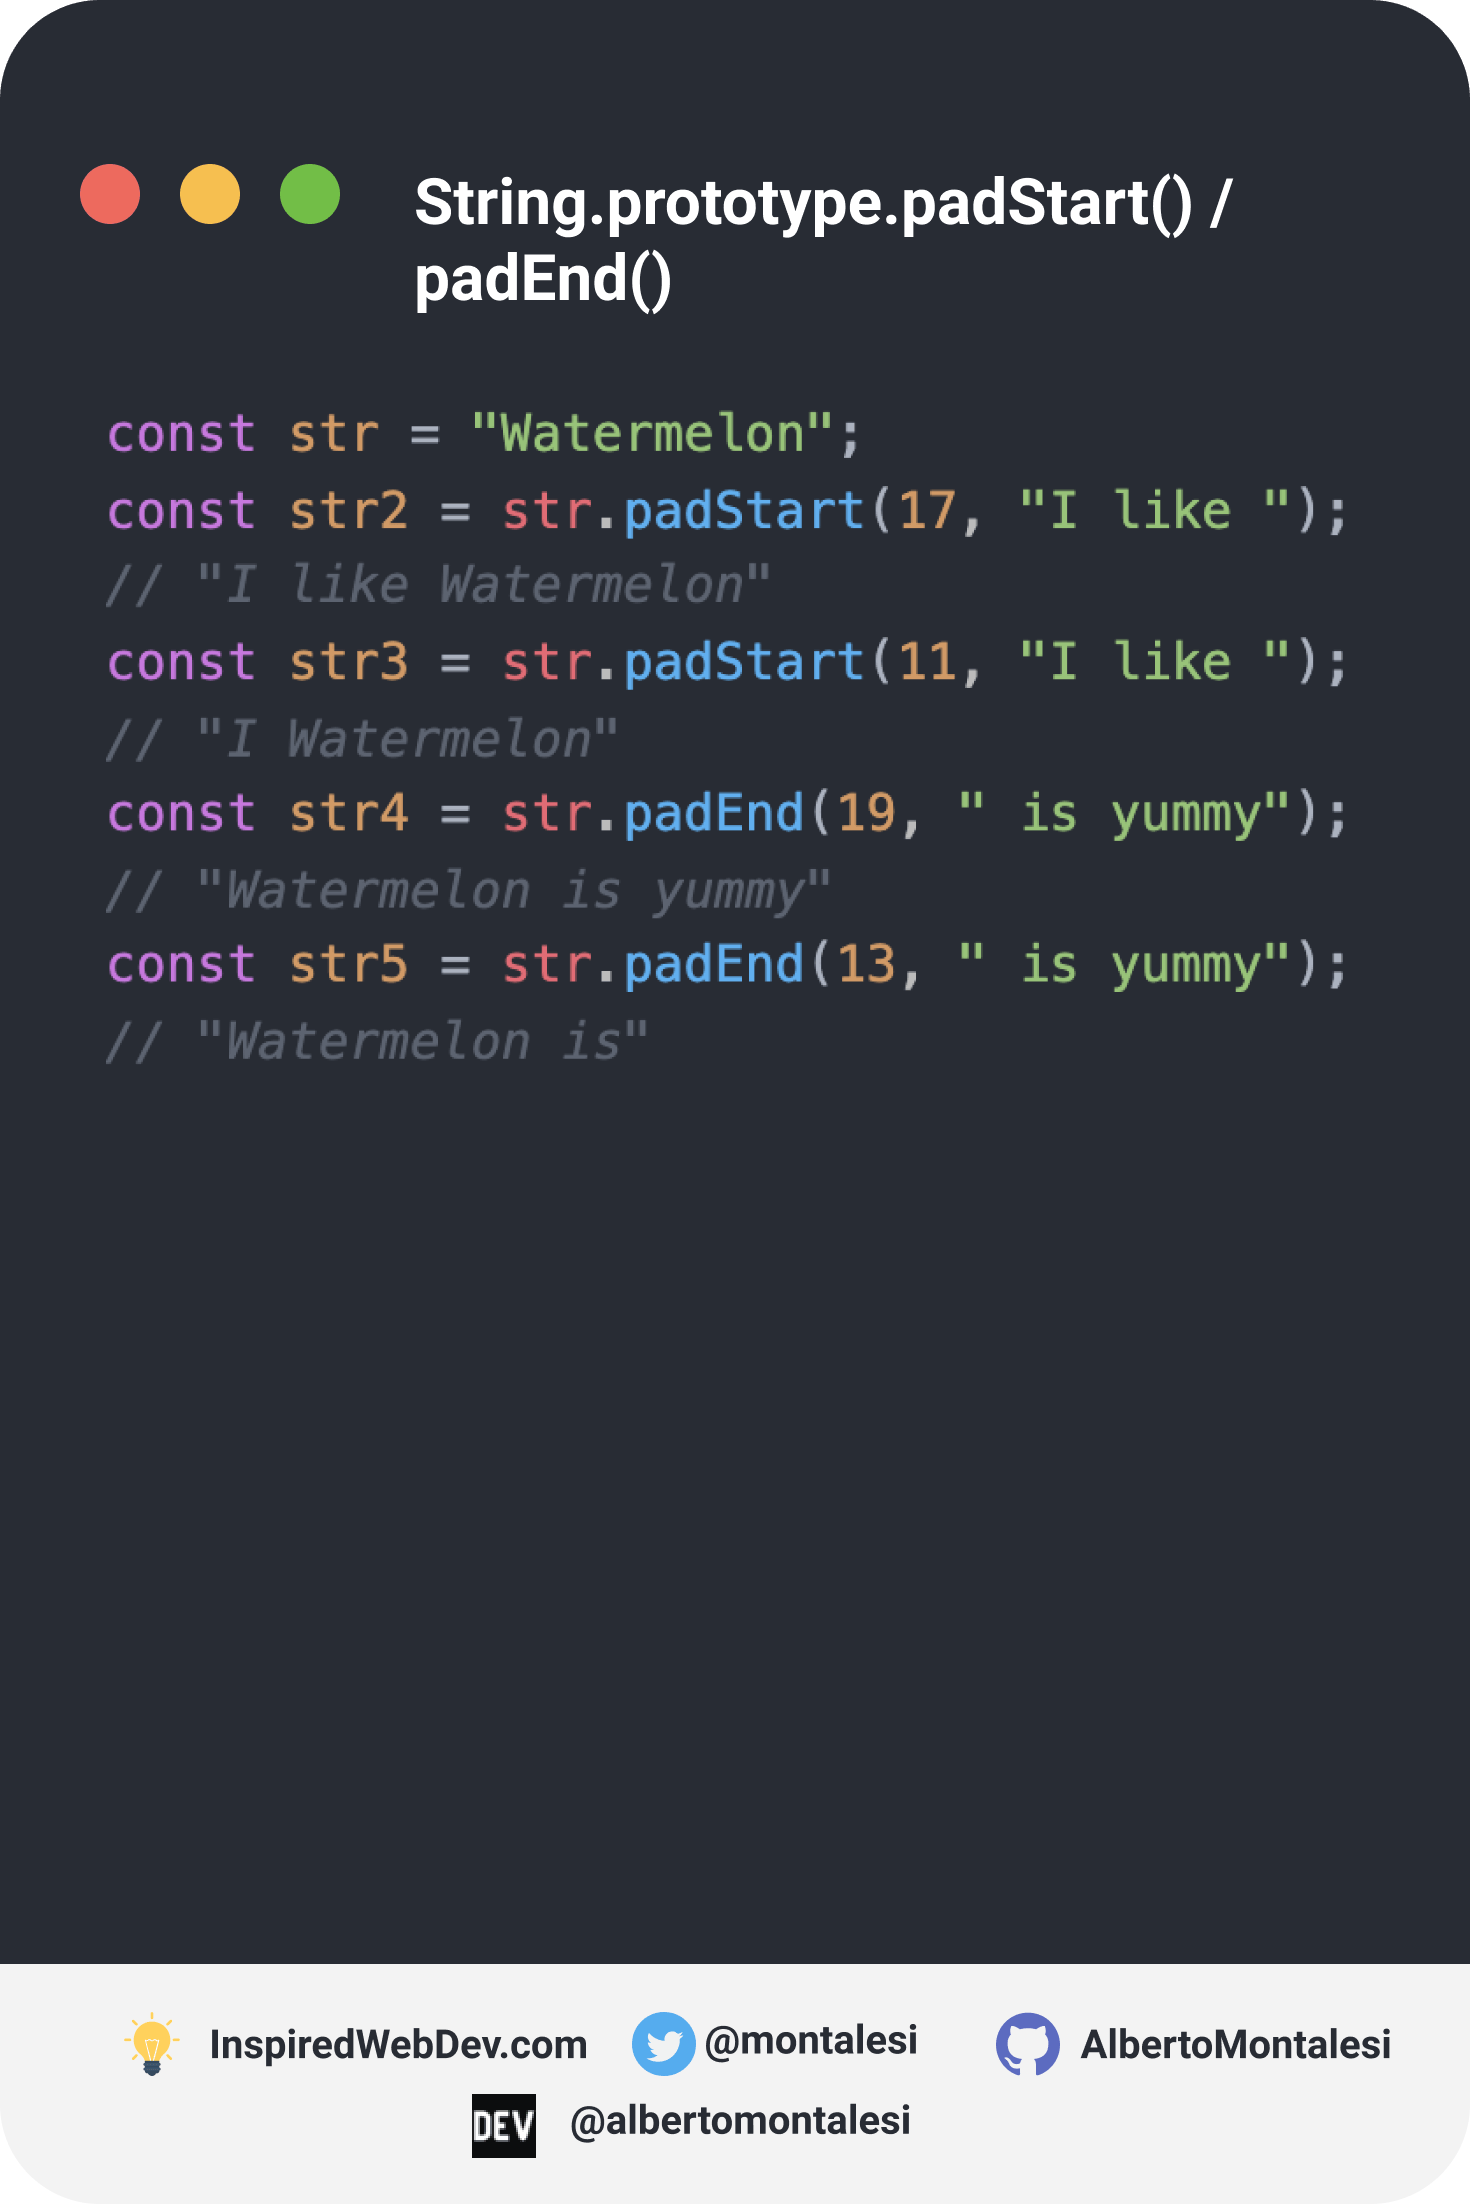 String.prototype.padStart() /
padEnd()
const str = "Watermelon";
const str2 = str.padStart(17, "I like ");
// "I like Watermelon"
const str3 = str.padStart(11, "I like ");
// "I Watermelon"
const str4 = str.padEnd(19, " is yummy");
// "Watermelon is yummy"
const str5 = str.padEnd(13, " is yummy");
// "Watermelon is"
InspiredWebDev.com @montalesi AlbertoMontalesi
DEV @albertomontalesi